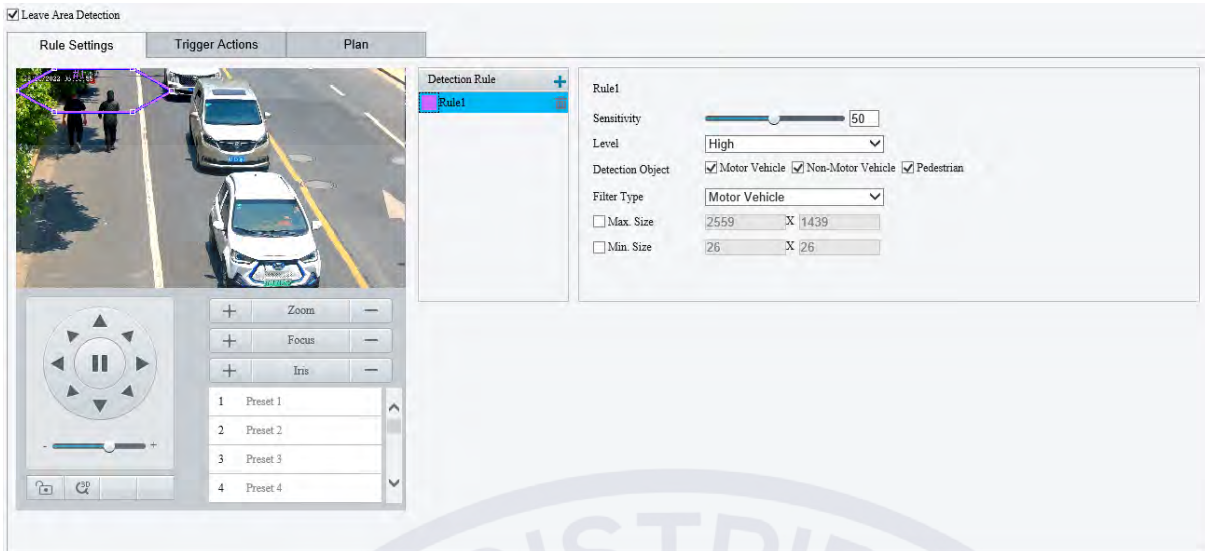 Leave Area Detection
Rule Settings
Trigger Actions
Plan
Detection Rule
Rule1
Rule1
Sensitivity
50
Level
High
Detection Object
Motor Vehicle
Non-Motor Vehicle
Pedestrian
Filter Type
Motor Vehicle
Max. Size
2559 X 1439
Min. Size
26 X 26
+ Zoom —
+ Focus —
+ Iris —
1 Preset 1
2 Preset 2
3 Preset 3
4 Preset 4
- +
3D